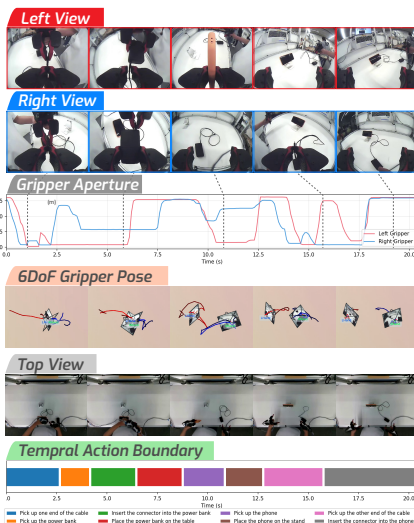 Left View
Right View
Gripper Aperture
[m]
Left Gripper
Right Gripper
.0 2.5 5.0 7.5 10.0 12.5 15.0 17.5 20.0
Time (s)
6DoF Gripper Pose
Top View
Tempral Action Boundary
.0 2.5 5.0 7.5 10.0 12.5 15.0 17.5 20.0
Time (s)
Pick up one end of the cable
Insert the connector into the power bank
Pick up the phone
Pick up the other end of the cable
Pick up the power bank
Place the power bank on the table
Place the phone on the stand
Insert the connector into the phone